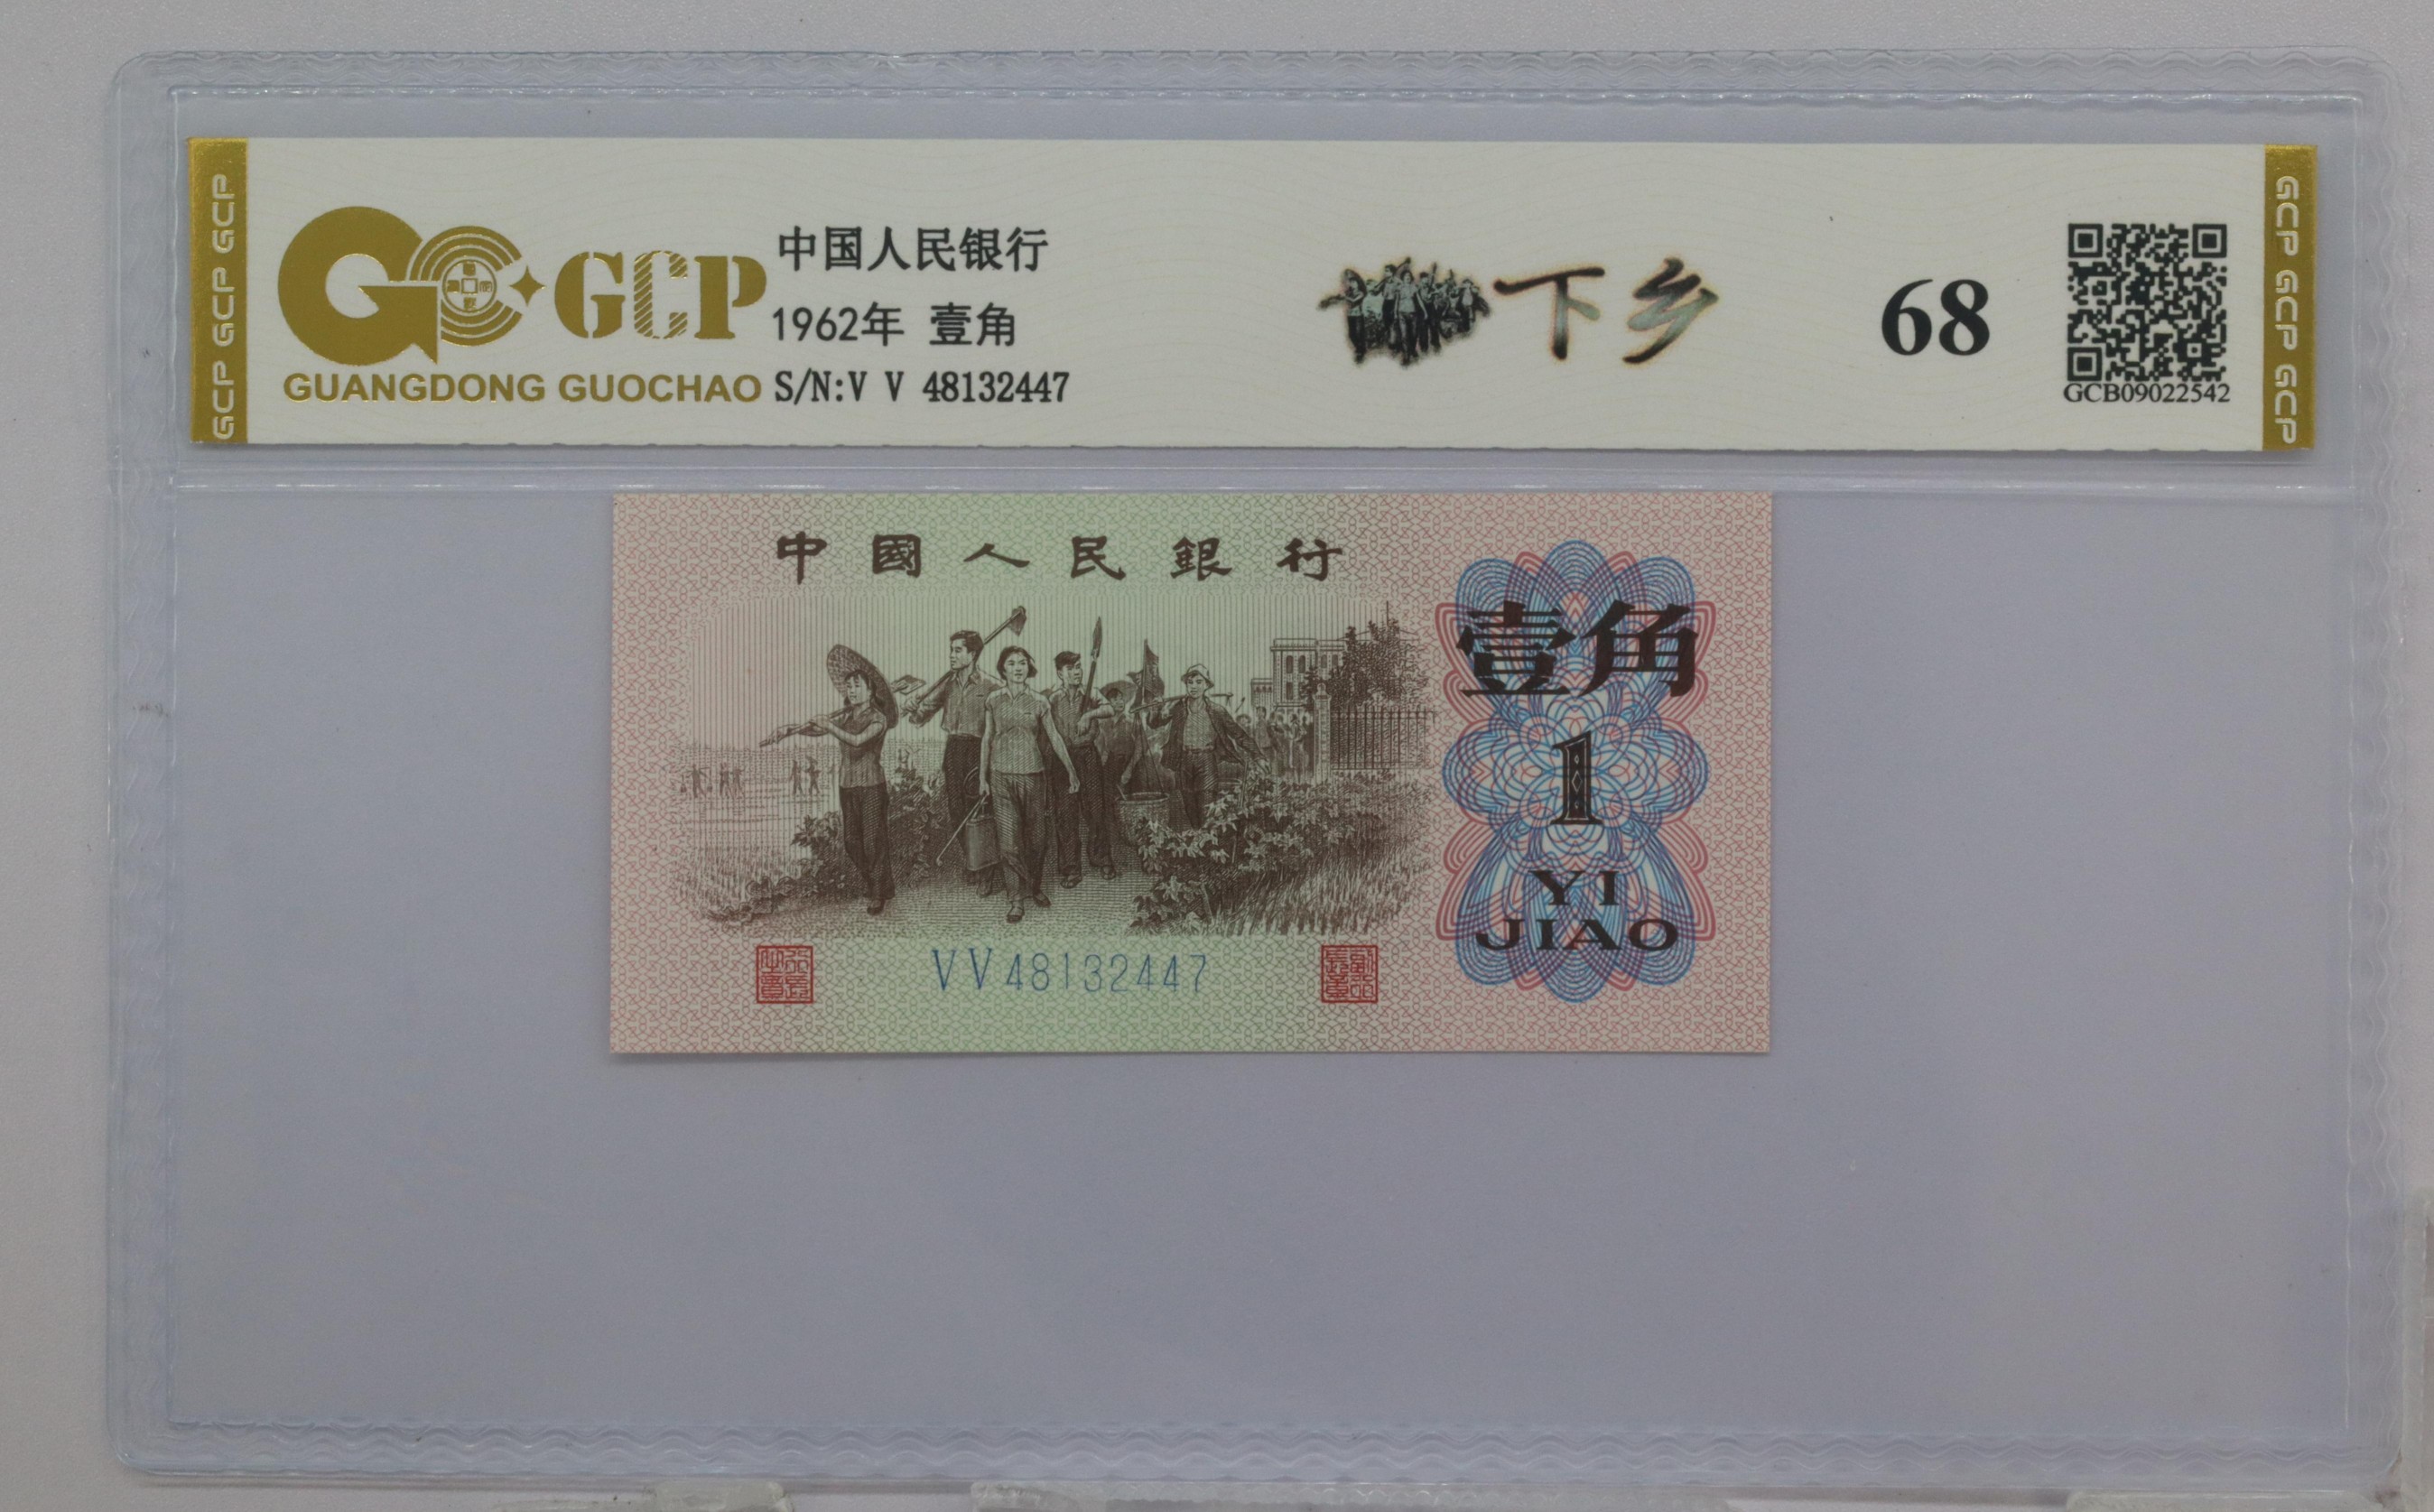 GCP GCP GCP
GCP
GUANGDONG GUOCHAO
中国人民银行
1962年 壹角
S/N:V V 48132447
下乡
68
GCB09022542
GCP GCP GCP
中國人民銀行
壹角
1
YI
JIAO
VV48132447